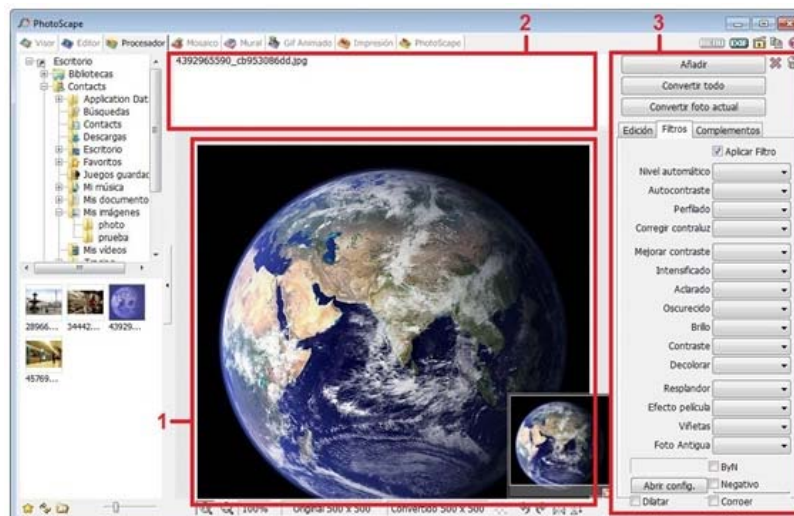 PhotoScape
2
3
Visor Editor Procesador Mosaico Mural Gif Animado Impresión PhotoScape
MENU EXIF
Escritorio
Bibliotecas
Contacts
Application Dat
Búsquedas
Contacts
Descargas
Escritorio
Favoritos
Juegos guardac
Mi música
Mis documento
Mis imágenes
photo
prueba
Mis vídeos
4392965590_cb953086dd.jpg
28966... 34442... 43929...
45769...
1
100% Original 500 x 500 Convertido 500 x 500
Añadir
Convertir todo
Convertir foto actual
Edición Filtros Complementos
Aplicar Filtro
Nivel automático
Autocontraste
Perfilado
Corregir contraluz
Mejorar contraste
Intensificado
Aclarado
Oscurecido
Brillo
Contraste
Decolorar
Resplandor
Efecto película
Viñetas
Foto Antigua
ByN
Abrir config. Negativo
Dilatar Corroer